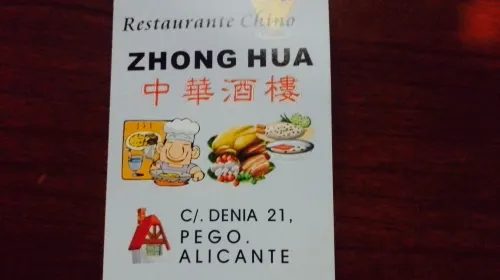 Restaurante Chino
ZHONG HUA
中華酒樓
C/. DENIA 21,
PEGO.
ALICANTE